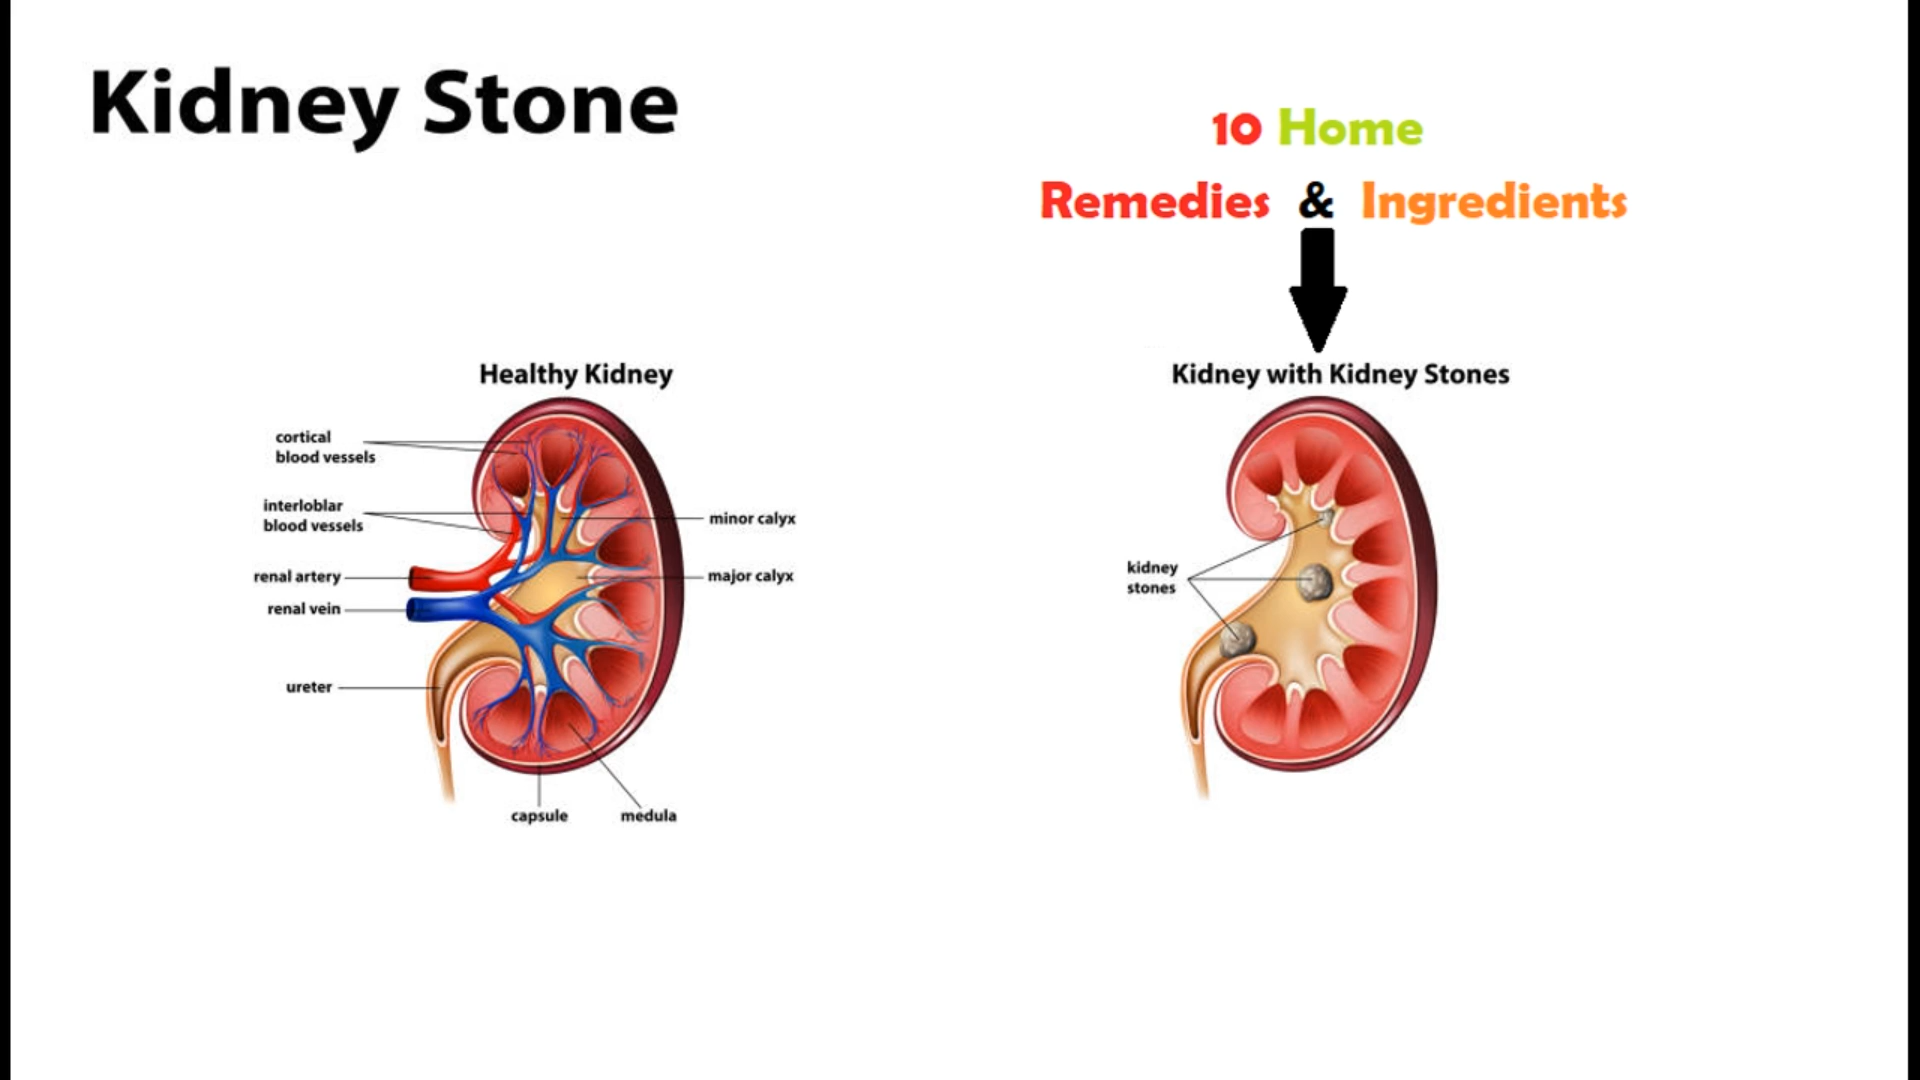 Kidney Stone
10 Home
Remedies & Ingredients
Healthy Kidney
cortical
blood vessels
interloblar
blood vessels
renal artery
renal vein
ureter
minor calyx
major calyx
capsule
medula
Kidney with Kidney Stones
kidney
stones